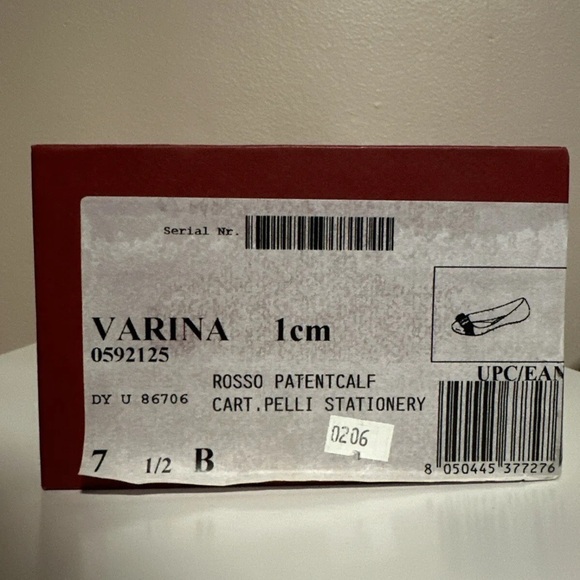 Serial Nr.
VARINA 1cm
0592125
UPC/EAN
ROSSO PATENTCALF
DY U 86706 CART.PELLI STATIONERY
0206
7 1/2 B
8 050445 377276